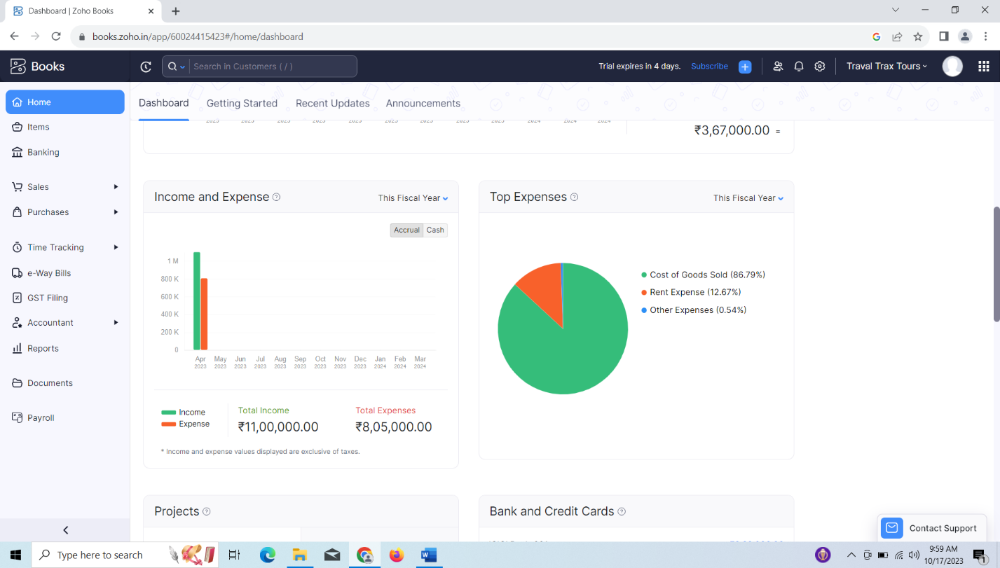 Dashboard | Zoho Books
books.zoho.in/app/60024415423#/home/dashboard
Books
Search in Customers ( / )
Trial expires in 4 days. Subscribe
Traval Trax Tours
Home
Items
Banking
Sales
Purchases
Time Tracking
e-Way Bills
GST Filing
Accountant
Reports
Documents
Payroll
Dashboard Getting Started Recent Updates Announcements
₹3,67,000.00 =
Income and Expense
This Fiscal Year
Accrual Cash
1 M
800 K
600 K
400 K
200 K
0
Apr May Jun Jul Aug Sep Oct Nov Dec Jan Feb Mar
2023 2023 2023 2023 2023 2023 2023 2023 2023 2024 2024 2024
Income
Expense
Total Income
₹11,00,000.00
Total Expenses
₹8,05,000.00
* Income and expense values displayed are exclusive of taxes.
Top Expenses
This Fiscal Year
Cost of Goods Sold (86.79%)
Rent Expense (12.67%)
Other Expenses (0.54%)
Projects
Bank and Credit Cards
Contact Support
Type here to search
9:59 AM
10/17/2023
1